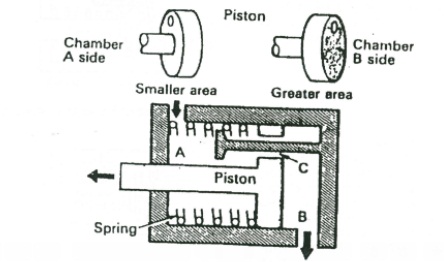 Piston
Chamber
A side
Chamber
B side
Smaller area
Greater area
A
Piston
C
B
Spring